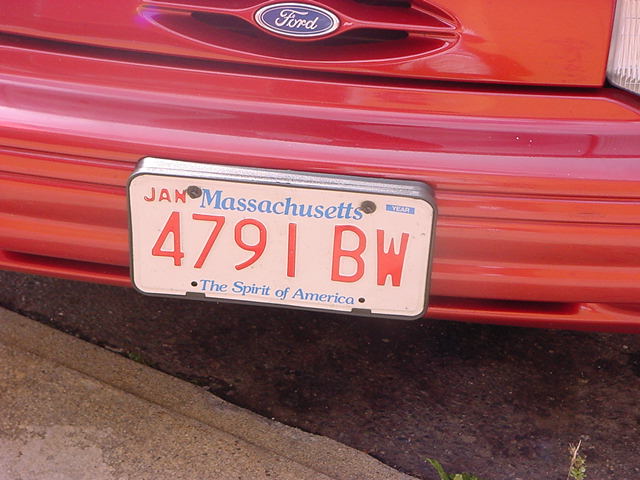 Ford
JAN Massachusetts YEAR
4791 BW
The Spirit of America